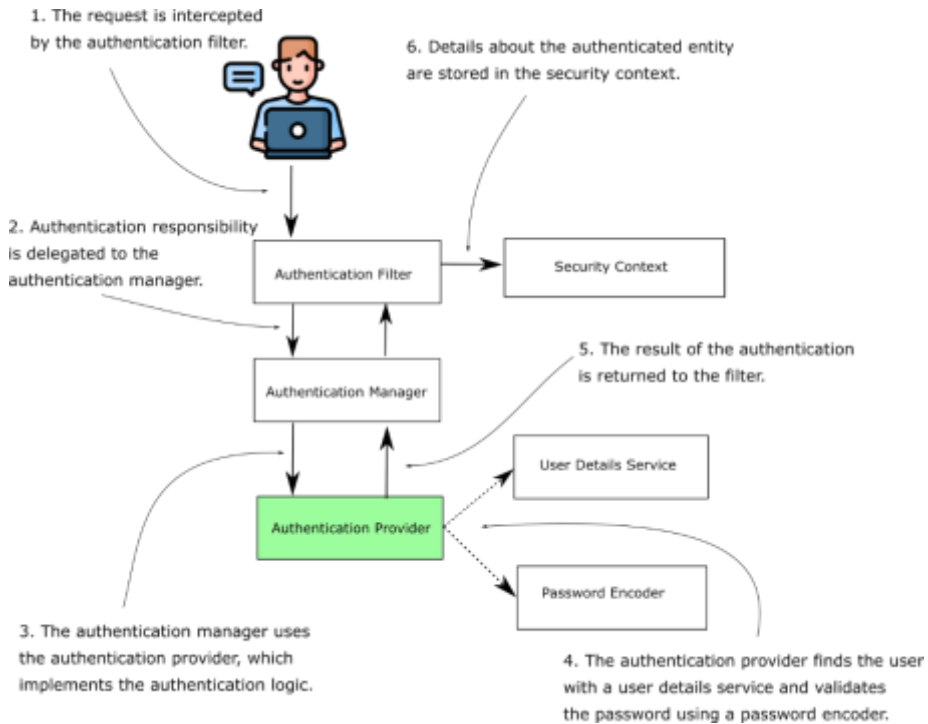 1. The request is intercepted
by the authentication filter.
6. Details about the authenticated entity
are stored in the security context.
2. Authentication responsibility
is delegated to the
authentication manager.
Authentication Filter
Security Context
5. The result of the authentication
is returned to the filter.
Authentication Manager
User Details Service
Authentication Provider
Password Encoder
3. The authentication manager uses
the authentication provider, which
implements the authentication logic.
4. The authentication provider finds the user
with a user details service and validates
the password using a password encoder.